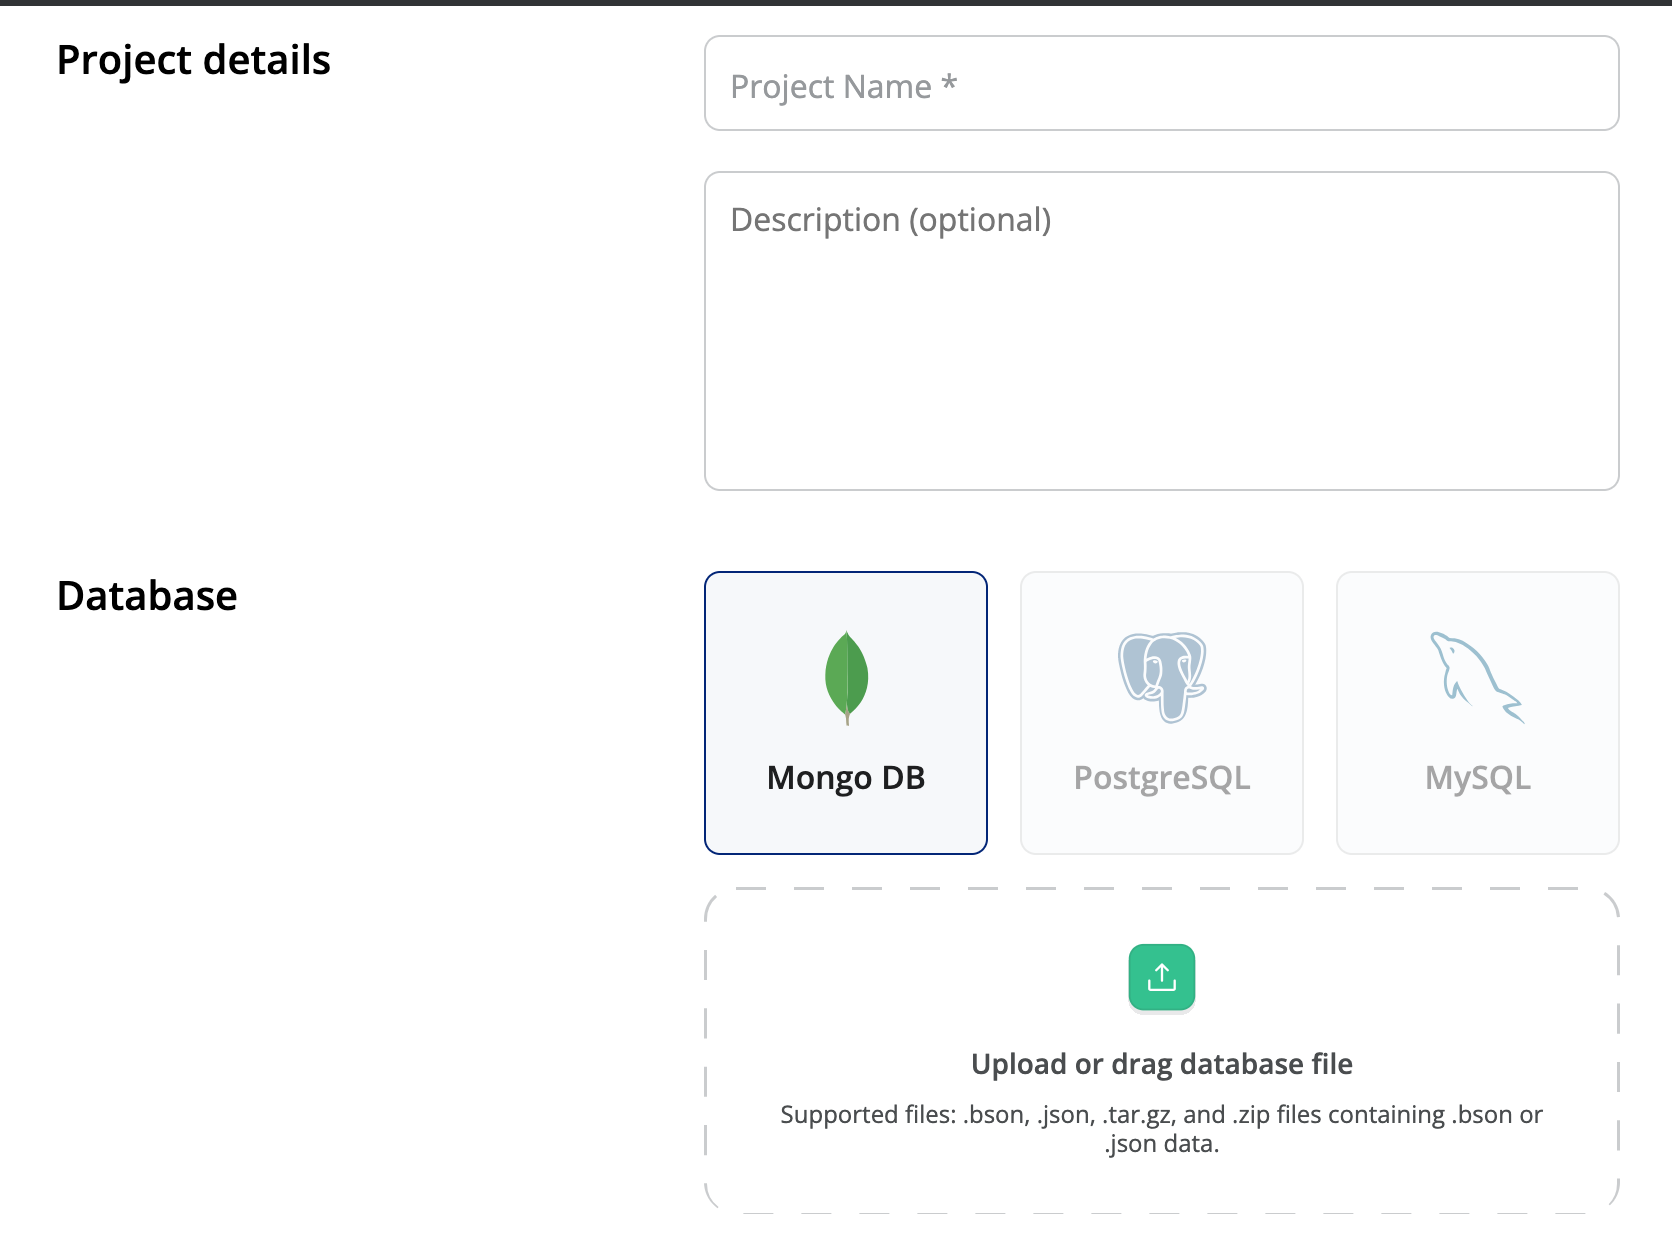 Project details
Project Name *
Description (optional)
Database
Mongo DB
PostgreSQL
MySQL
Upload or drag database file
Supported files: .bson, .json, .tar.gz, and .zip files containing .bson or
.json data.